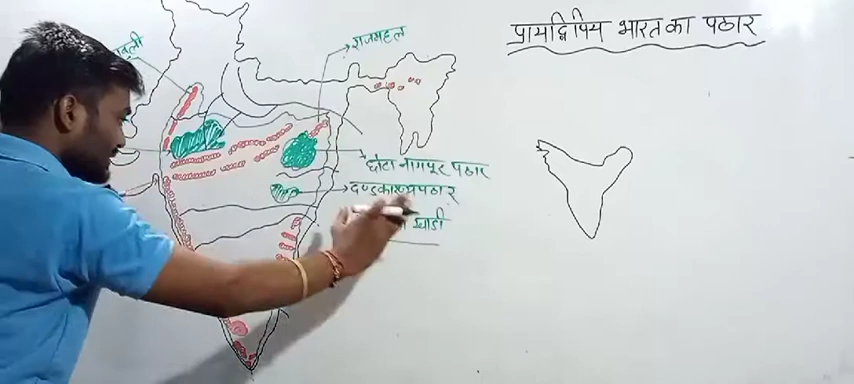 प्रायद्विपिय भारत का पठार
राजमहल
छोटा नागपुर पठार
दण्डकारण्य पठार
खाडी